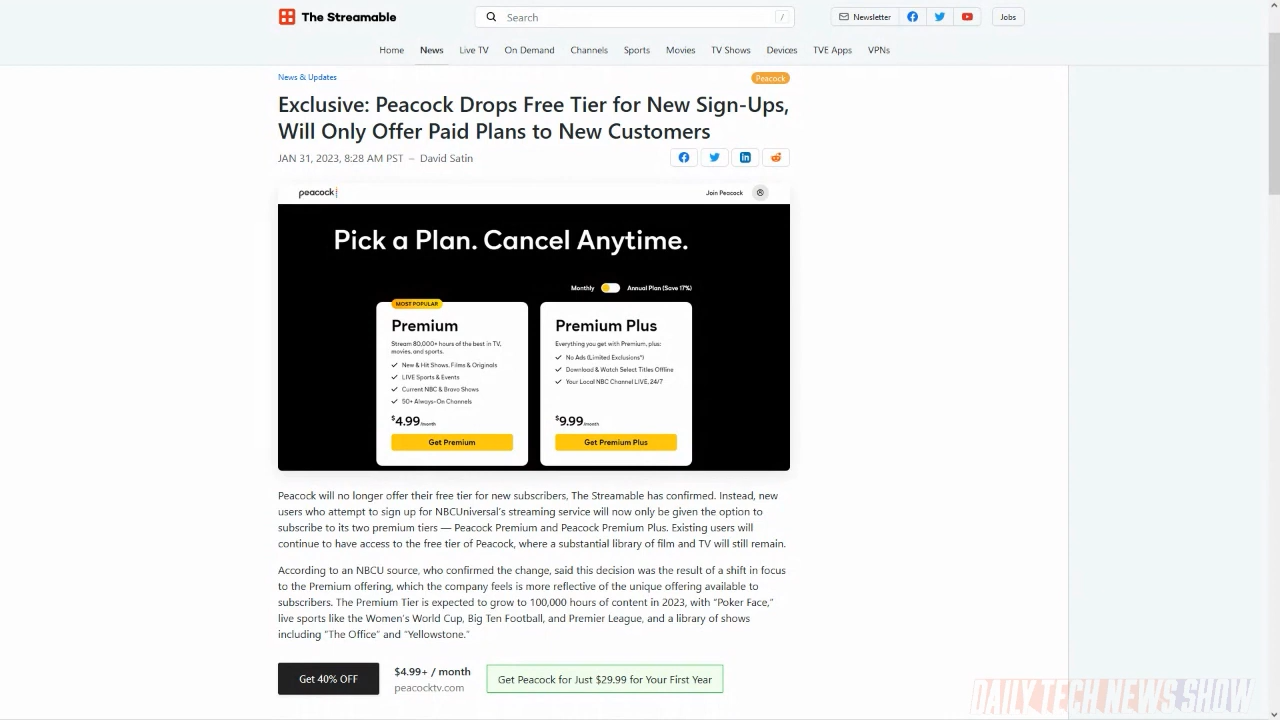 The Streamable
Search
/
Newsletter
Jobs
Home
News
Live TV
On Demand
Channels
Sports
Movies
TV Shows
Devices
TVE Apps
VPNs
News & Updates
Peacock
Exclusive: Peacock Drops Free Tier for New Sign-Ups,
Will Only Offer Paid Plans to New Customers
JAN 31, 2023, 8:28 AM PST – David Satin
peacock
Join Peacock
Pick a Plan. Cancel Anytime.
Monthly
Annual Plan (Save 17%)
MOST POPULAR
Premium
Stream 80,000+ hours of the best in TV,
movies, and sports.
New & Hit Shows, Films & Originals
LIVE Sports & Events
Current NBC & Bravo Shows
50+ Always-On Channels
$4.99/month
Get Premium
Premium Plus
Everything you get with Premium, plus:
No Ads (Limited Exclusions*)
Download & Watch Select Titles Offline
Your Local NBC Channel LIVE, 24/7
$9.99/month
Get Premium Plus
Peacock will no longer offer their free tier for new subscribers, The Streamable has confirmed. Instead, new
users who attempt to sign up for NBCUniversal's streaming service will now only be given the option to
subscribe to its two premium tiers — Peacock Premium and Peacock Premium Plus. Existing users will
continue to have access to the free tier of Peacock, where a substantial library of film and TV will still remain.
According to an NBCU source, who confirmed the change, said this decision was the result of a shift in focus
to the Premium offering, which the company feels is more reflective of the unique offering available to
subscribers. The Premium Tier is expected to grow to 100,000 hours of content in 2023, with "Poker Face,"
live sports like the Women's World Cup, Big Ten Football, and Premier League, and a library of shows
including "The Office" and "Yellowstone."
Get 40% OFF
$4.99+ / month
peacocktv.com
Get Peacock for Just $29.99 for Your First Year
DAILY TECH NEWS SHOW